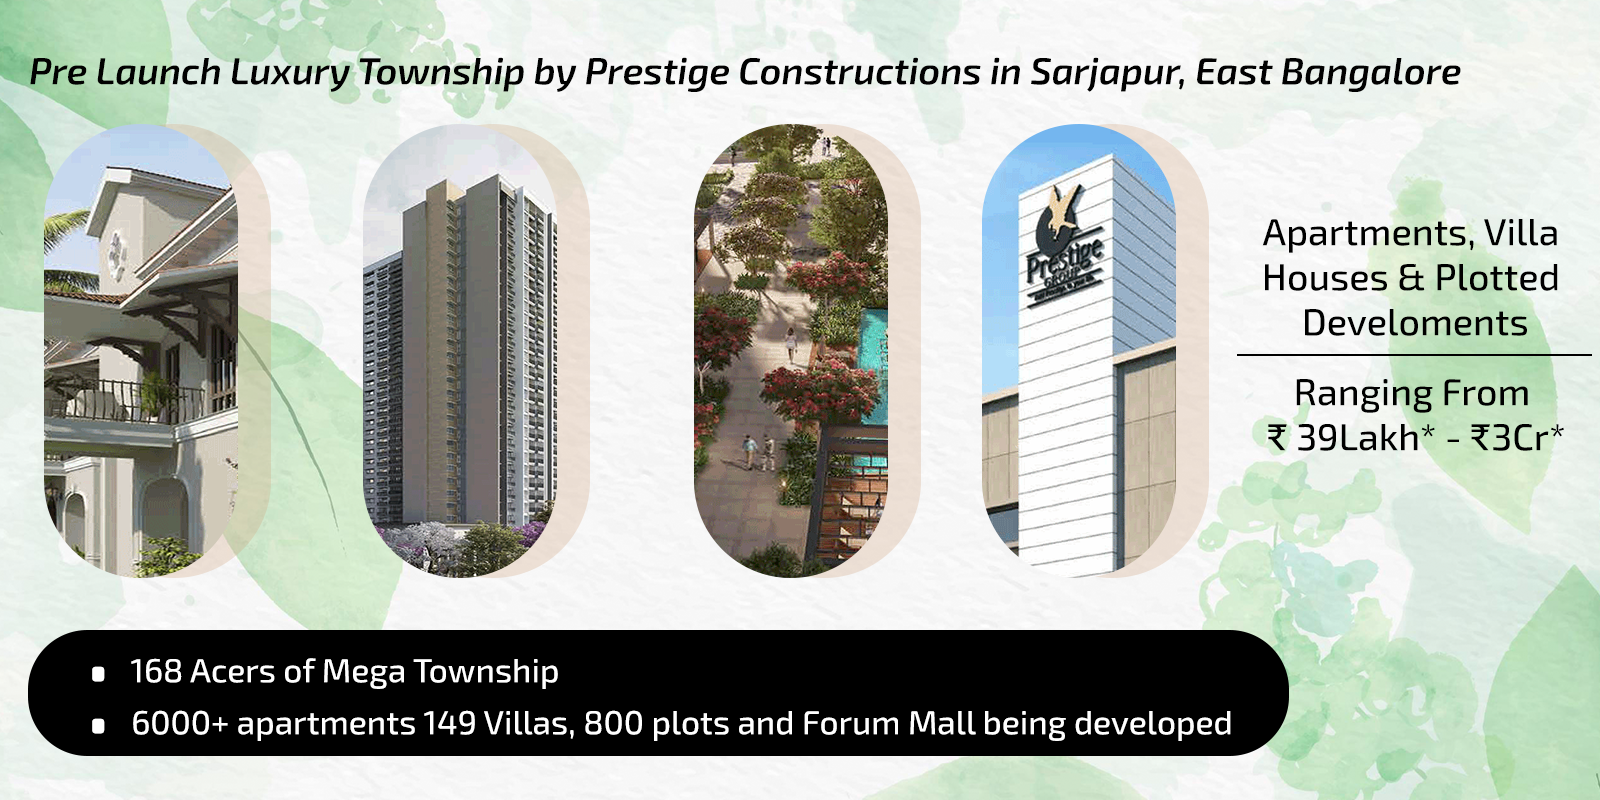 Pre Launch Luxury Township by Prestige Constructions in Sarjapur, East Bangalore
Prestige
GROUP
Apartments, Villa
Houses & Plotted
Develoments
Ranging From
₹ 39Lakh* - ₹3Cr*
168 Acers of Mega Township
6000+ apartments 149 Villas, 800 plots and Forum Mall being developed